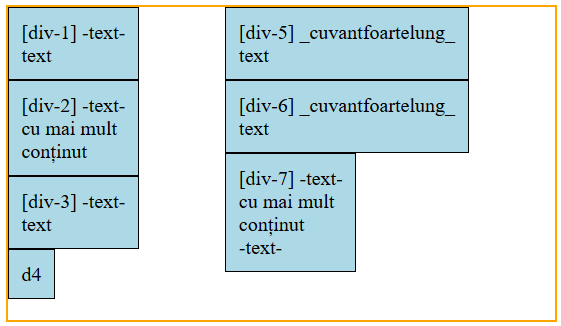 [div-1] -text-
text
[div-2] -text-
cu mai mult
conținut
[div-3] -text-
text
d4
[div-5] _cuvantfoartelung_
text
[div-6] _cuvantfoartelung_
text
[div-7] -text-
cu mai mult
conținut
-text-